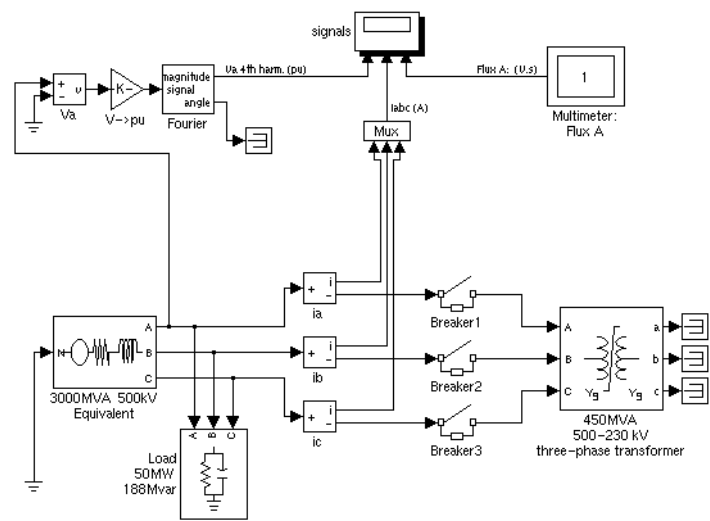 signals
Va 4th harm. (pu)
Flux A: (V.s)
+
−
v
Va
K−
V−>pu
magnitude
signal
angle
Fourier
1
Multimeter:
Flux A
Iabc (A)
Mux
+
i
−
ia
Breaker1
N
A
B
C
3000MVA 500kV
Equivalent
+
i
−
ib
Breaker2
A
B
C
a
b
c
Yg
Yg
450MVA
500−230 kV
three−phase transformer
+
i
−
ic
Breaker3
A
B
C
Load
50MW
188Mvar